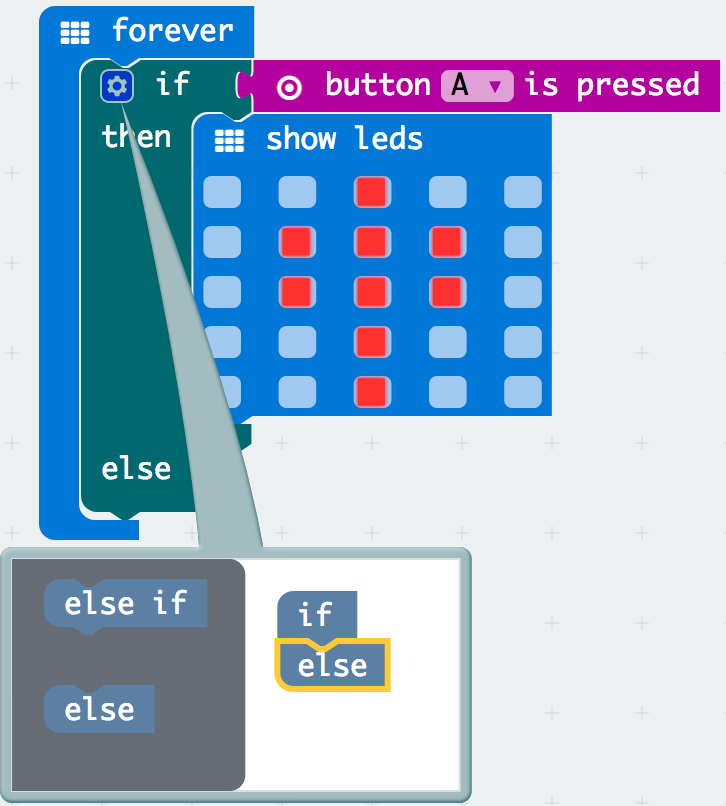 forever
if button A is pressed
then show leds
else
else if
if
else
else